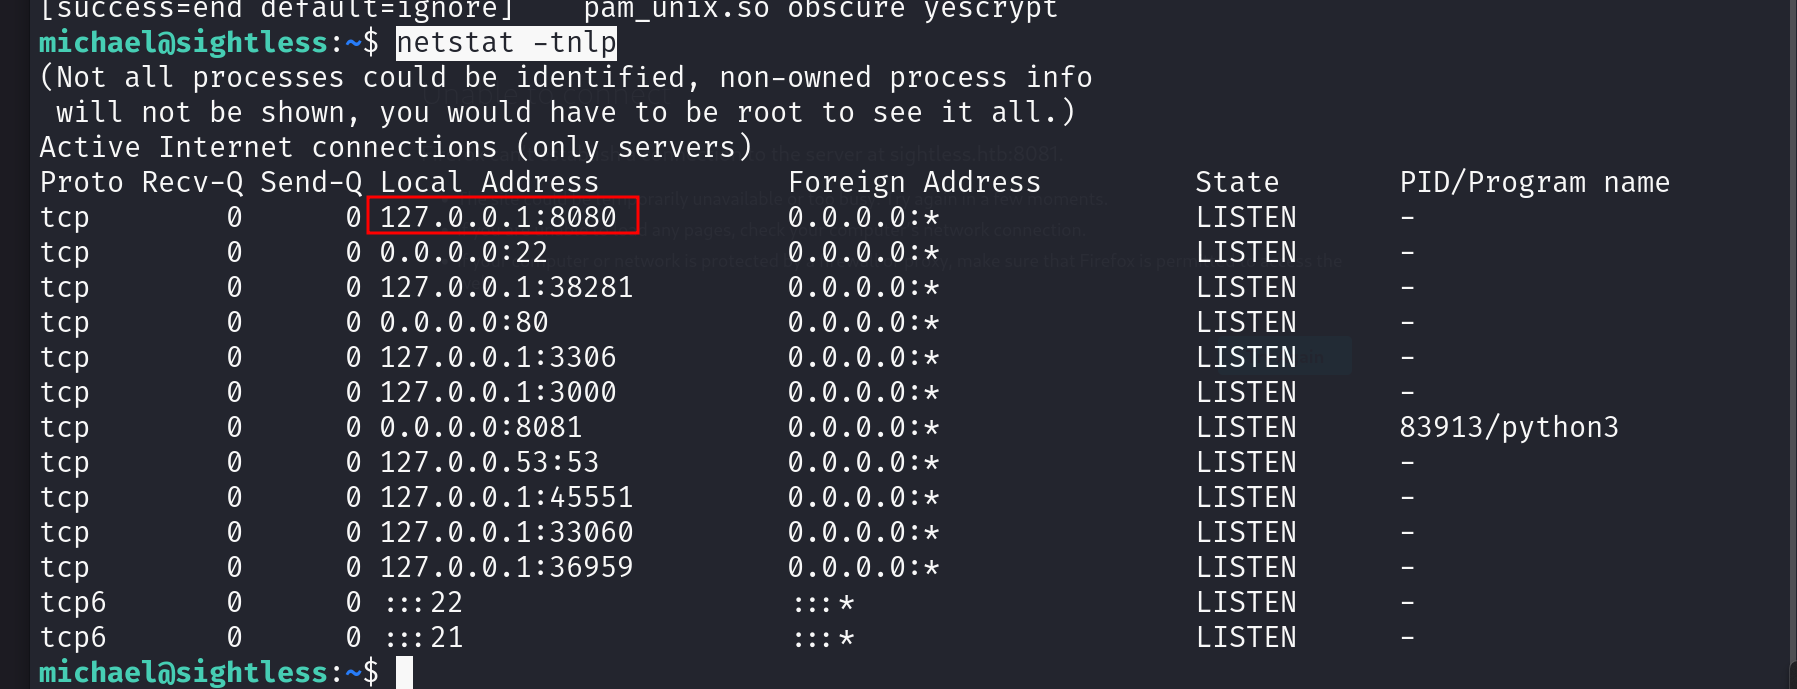 [success=end default=ignore]    pam_unix.so obscure yescrypt
michael@sightless:~$ netstat -tnlp
(Not all processes could be identified, non-owned process info
 will not be shown, you would have to be root to see it all.)
Active Internet connections (only servers)
Proto Recv-Q Send-Q Local Address           Foreign Address         State       PID/Program name
tcp        0      0 127.0.0.1:8080          0.0.0.0:*               LISTEN      -
tcp        0      0 0.0.0.0:22              0.0.0.0:*               LISTEN      -
tcp        0      0 127.0.0.1:38281         0.0.0.0:*               LISTEN      -
tcp        0      0 0.0.0.0:80              0.0.0.0:*               LISTEN      -
tcp        0      0 127.0.0.1:3306          0.0.0.0:*               LISTEN      -
tcp        0      0 127.0.0.1:3000          0.0.0.0:*               LISTEN      -
tcp        0      0 0.0.0.0:8081            0.0.0.0:*               LISTEN      83913/python3
tcp        0      0 127.0.0.53:53           0.0.0.0:*               LISTEN      -
tcp        0      0 127.0.0.1:45551         0.0.0.0:*               LISTEN      -
tcp        0      0 127.0.0.1:33060         0.0.0.0:*               LISTEN      -
tcp        0      0 127.0.0.1:36959         0.0.0.0:*               LISTEN      -
tcp6       0      0 :::22                   :::*                    LISTEN      -
tcp6       0      0 :::21                   :::*                    LISTEN      -
michael@sightless:~$